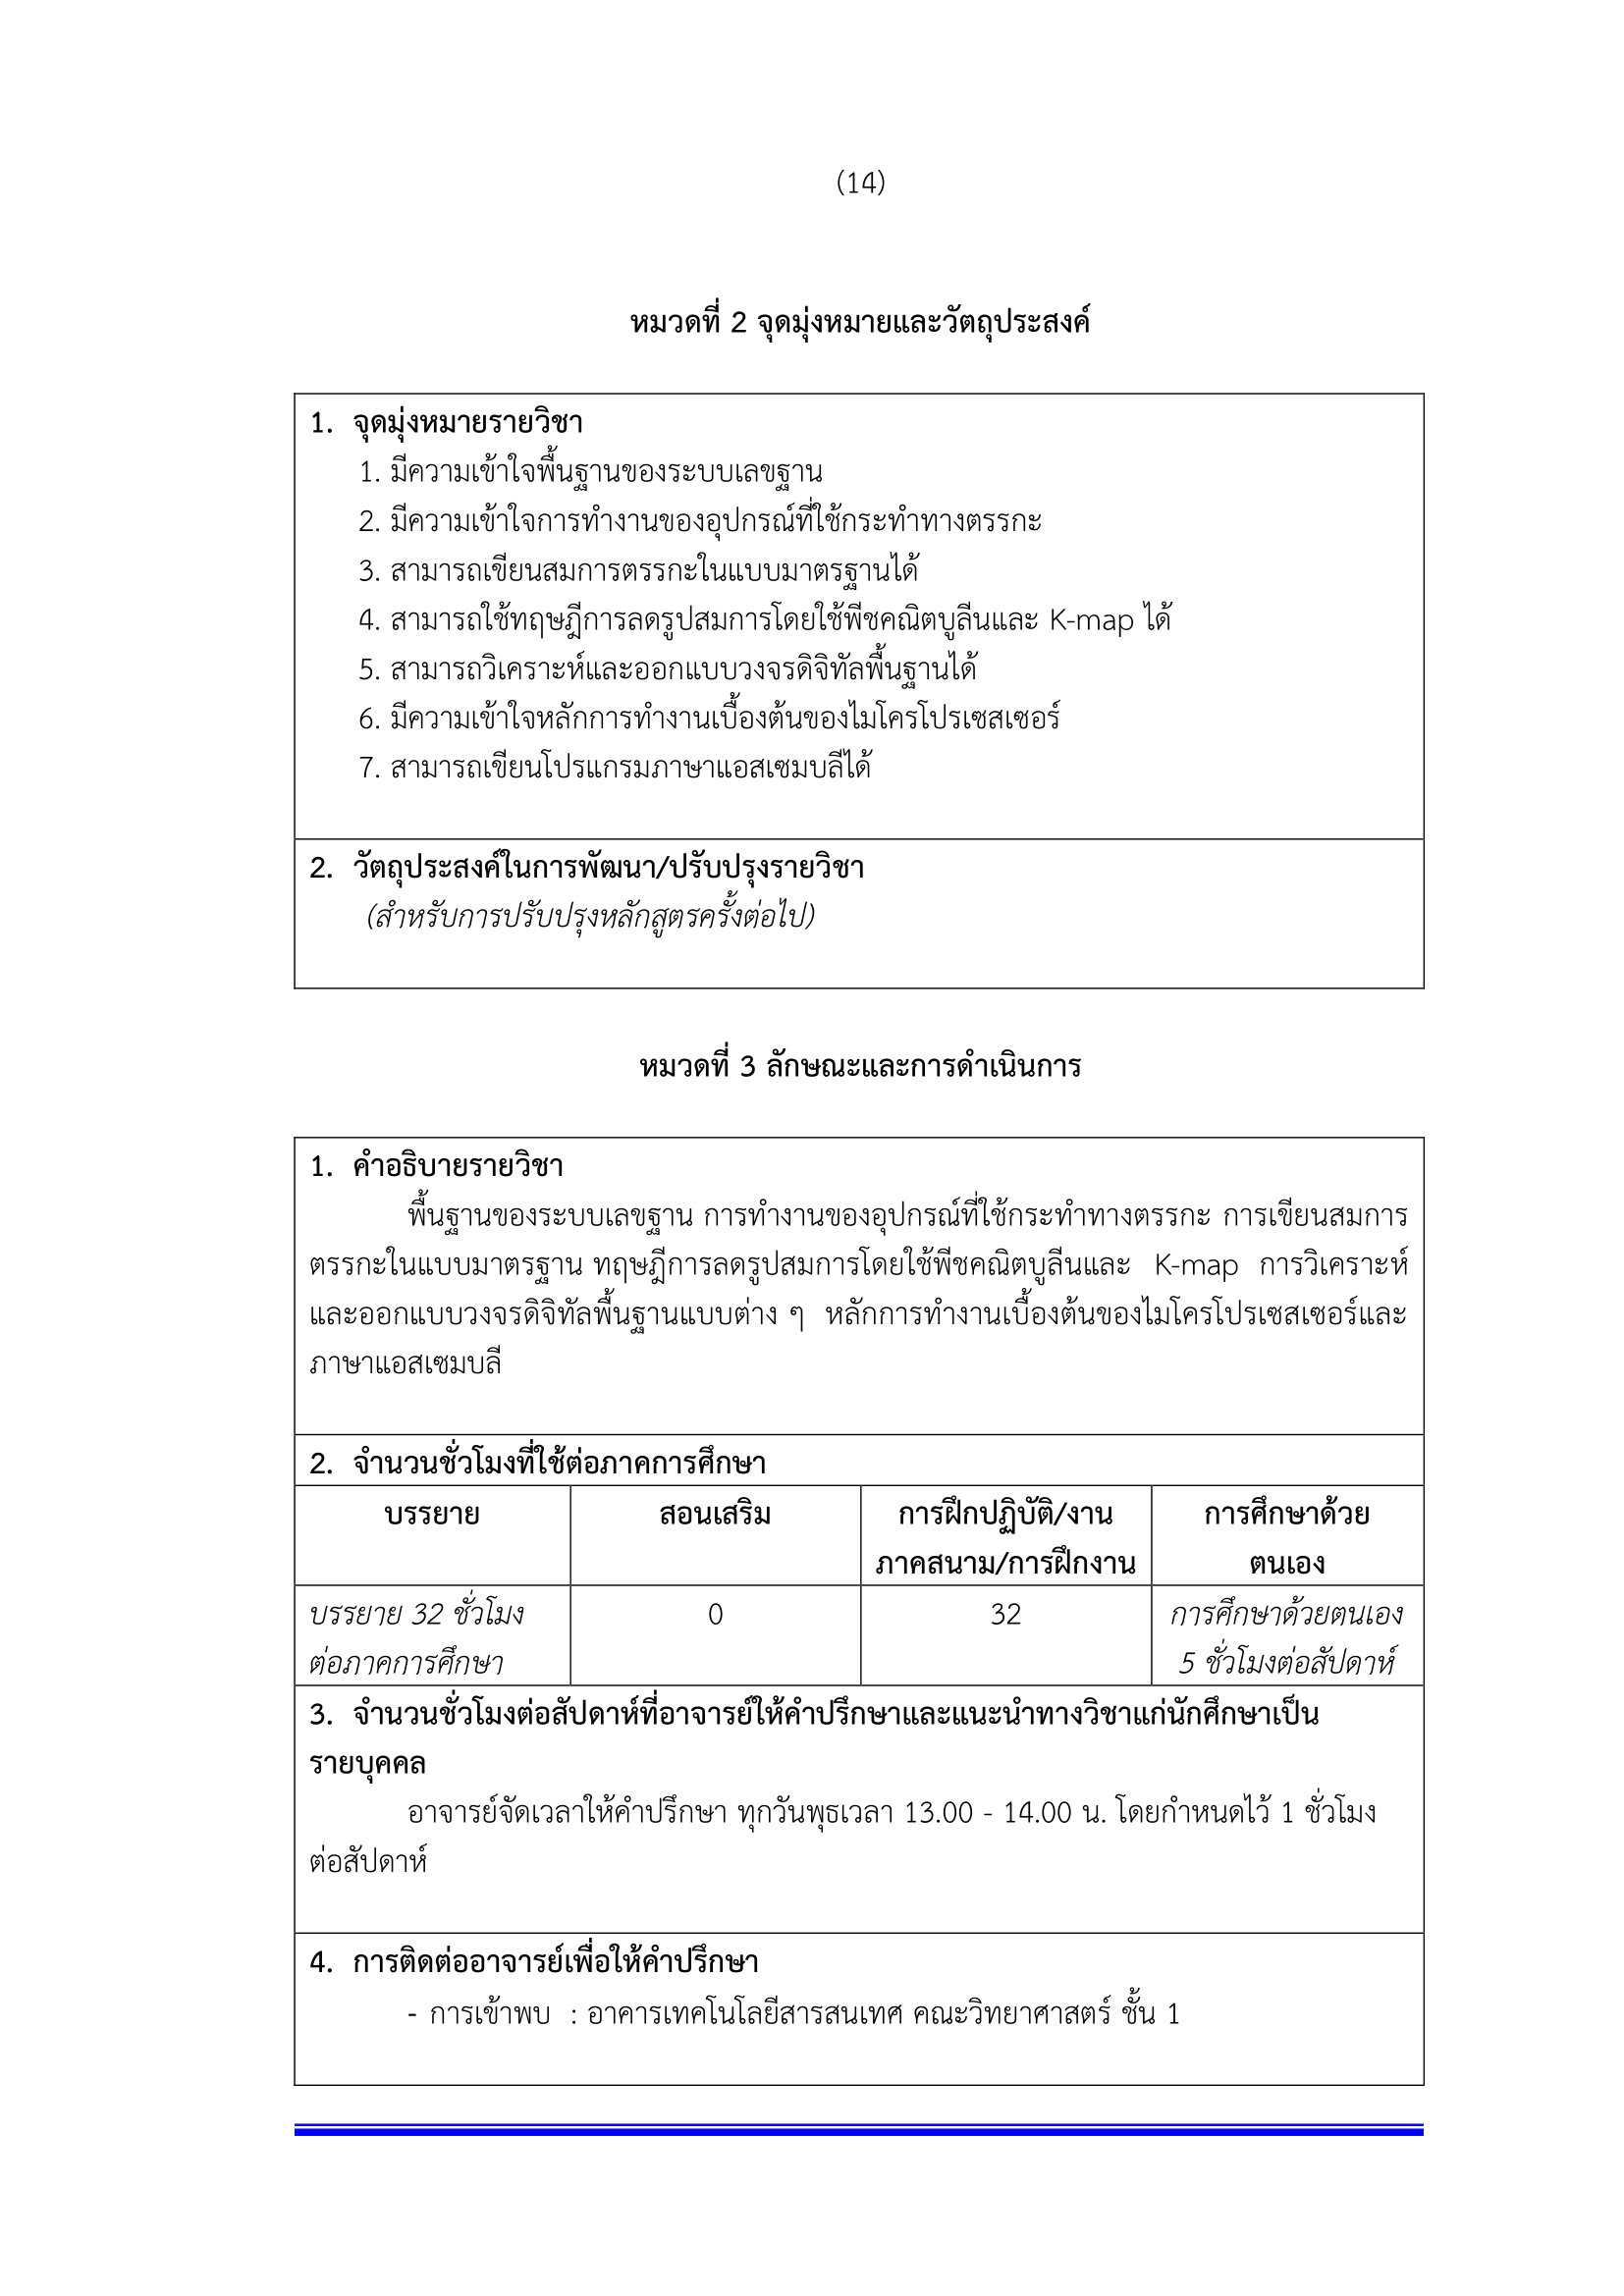 (14)
หมวดที่ 2 จุดมุ่งหมายและวัตถุประสงค์
1. จุดมุ่งหมายรายวิชา
1. มีความเข้าใจพื้นฐานของระบบเลขฐาน
2. มีความเข้าใจการทำงานของอุปกรณ์ที่ใช้กระทำทางตรรกะ
3. สามารถเขียนสมการตรรกะในแบบมาตรฐานได้
4. สามารถใช้ทฤษฎีการลดรูปสมการโดยใช้พีชคณิตบูลีนและ K-map ได้
5. สามารถวิเคราะห์และออกแบบวงจรดิจิทัลพื้นฐานได้
6. มีความเข้าใจหลักการทำงานเบื้องต้นของไมโครโปรเซสเซอร์
7. สามารถเขียนโปรแกรมภาษาแอสเซมบลีได้
2. วัตถุประสงค์ในการพัฒนา/ปรับปรุงรายวิชา
(สำหรับการปรับปรุงหลักสูตรครั้งต่อไป)
หมวดที่ 3 ลักษณะและการดำเนินการ
1. คำอธิบายรายวิชา
พื้นฐานของระบบเลขฐาน การทำงานของอุปกรณ์ที่ใช้กระทำทางตรรกะ การเขียนสมการ
ตรรกะในแบบมาตรฐาน ทฤษฎีการลดรูปสมการโดยใช้พีชคณิตบูลีนและ K-map การวิเคราะห์
และออกแบบวงจรดิจิทัลพื้นฐานแบบต่าง ๆ หลักการทำงานเบื้องต้นของไมโครโปรเซสเซอร์และ
ภาษาแอสเซมบลี
2. จำนวนชั่วโมงที่ใช้ต่อภาคการศึกษา
บรรยาย สอนเสริม การฝึกปฏิบัติ/งาน การศึกษาด้วย
ภาคสนาม/การฝึกงาน ตนเอง
บรรยาย 32 ชั่วโมง 0 32 การศึกษาด้วยตนเอง
ต่อภาคการศึกษา 5 ชั่วโมงต่อสัปดาห์
3. จำนวนชั่วโมงต่อสัปดาห์ที่อาจารย์ให้คำปรึกษาและแนะนำทางวิชาแก่นักศึกษาเป็น
รายบุคคล
อาจารย์จัดเวลาให้คำปรึกษา ทุกวันพุธเวลา 13.00 - 14.00 น. โดยกำหนดไว้ 1 ชั่วโมง
ต่อสัปดาห์
4. การติดต่ออาจารย์เพื่อให้คำปรึกษา
- การเข้าพบ : อาคารเทคโนโลยีสารสนเทศ คณะวิทยาศาสตร์ ชั้น 1